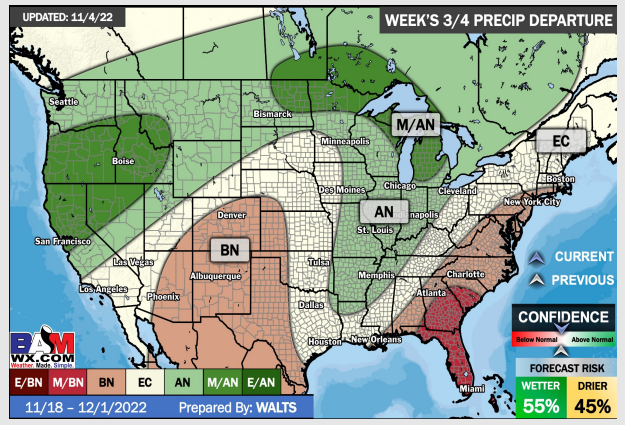 UPDATED: 11/4/22
WEEK'S 3/4 PRECIP DEPARTURE
Seattle
Bismarck
M/AN
Minneapolis
EC
Boise
Boston
Chicago
Cleveland
Des Moines
New York City
AN
napolis
Denver
St. Louis
San Francisco
BN
Las Vegas
Tulsa
CURRENT
Albuquerque
Memphis
Charlotte
PREVIOUS
Los Angeles
Phoenix
Atlanta
Dallas
CONFIDENCE
Houston
New Orleans
Below Normal
Above Normal
BAM
WX.COM
Weather. Made. Simple.
FORECAST RISK
E/BN M/BN BN EC AN M/AN E/AN
Miami
WETTER DRIER
55% 45%
11/18 – 12/1/2022 Prepared By: WALTS